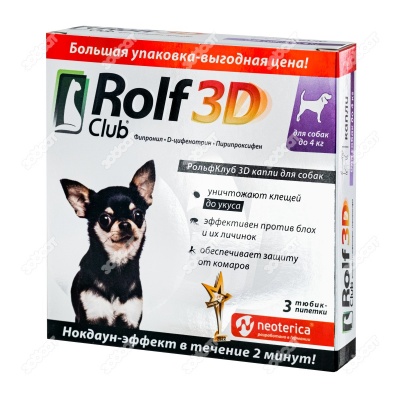 Большая упаковка-выгодная цена!
Rolf 3D
Club®
Фипронил • D-цифенотрин • Пирипроксифен
для собак
до 4 кг
РольфКлуб 3D капли для собак
уничтожают клещей
до укуса
эффективен против блох
и их личинок
обеспечивает защиту
от комаров
3 тюбик-
пипетки
neoterica
Нокдаун-эффект в течение 2 минут!
КАПЛИ
Rolf 3D
Club
neoterica